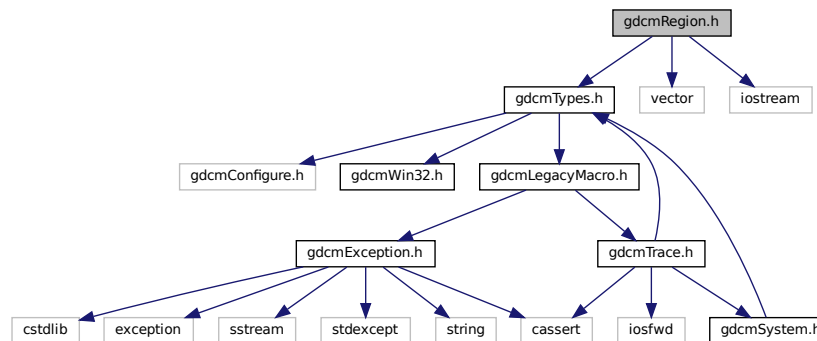 gdcmRegion.h
gdcmTypes.h
vector
iostream
gdcmConfigure.h
gdcmWin32.h
gdcmLegacyMacro.h
gdcmException.h
gdcmTrace.h
cstdlib
exception
sstream
stdexcept
string
cassert
iosfwd
gdcmSystem.h